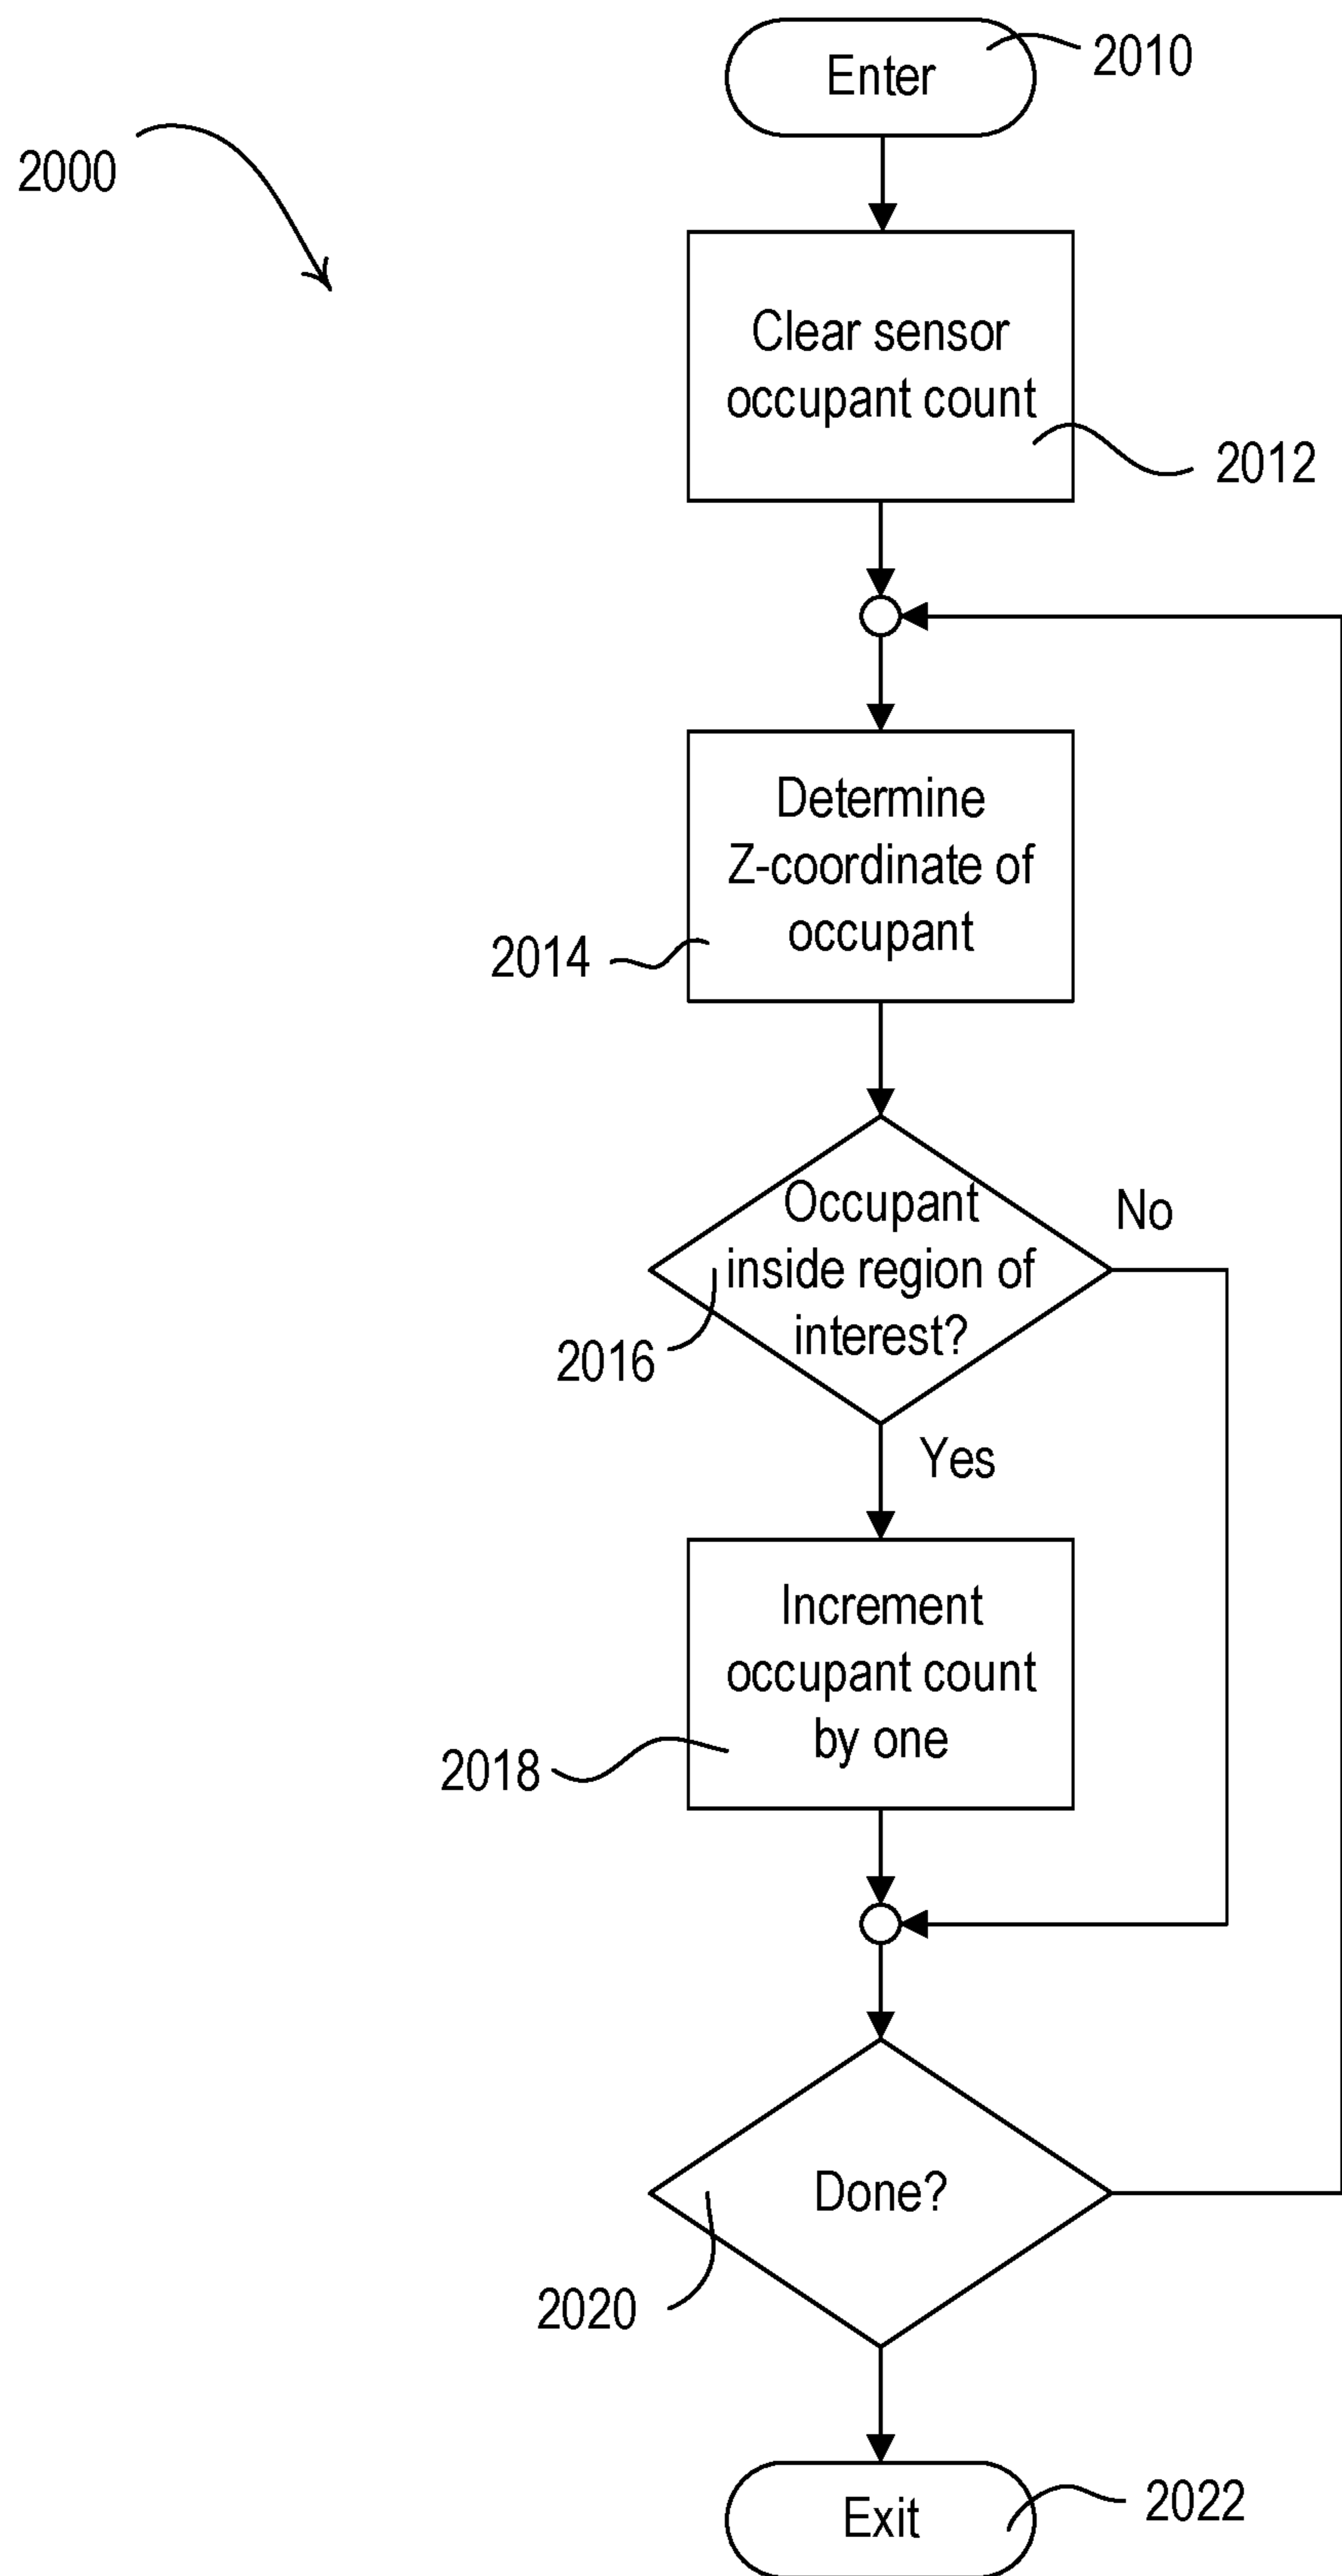 Enter
2010
2000
Clear sensor
occupant count
2012
Determine
Z-coordinate of
occupant
2014
Occupant
inside region of
interest?
No
2016
Yes
Increment
occupant count
by one
2018
Done?
2020
Exit
2022